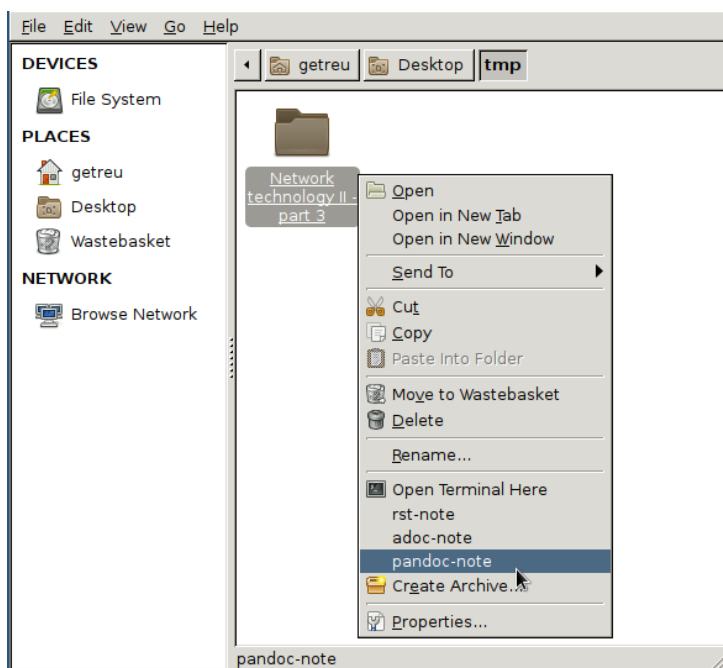 File Edit View Go Help
DEVICES
File System
PLACES
getreu
Desktop
Wastebasket
NETWORK
Browse Network
getreu Desktop tmp
Network
technology II -
part 3
Open
Open in New Tab
Open in New Window
Send To
Cut
Copy
Paste Into Folder
Move to Wastebasket
Delete
Rename...
Open Terminal Here
rst-note
adoc-note
pandoc-note
Create Archive...
Properties...
pandoc-note